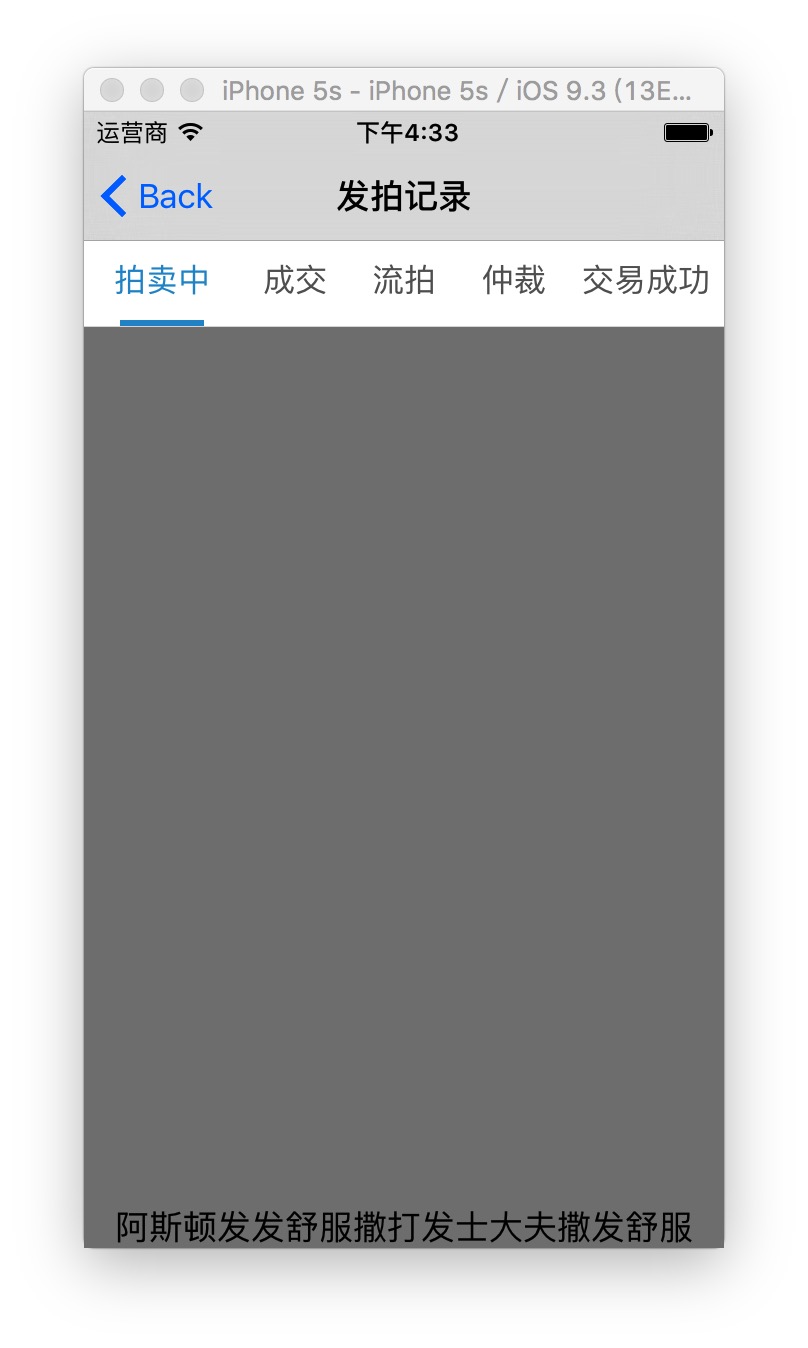 iPhone 5s - iPhone 5s / iOS 9.3 (13E...
运营商 下午4:33
Back 发拍记录
拍卖中 成交 流拍 仲裁 交易成功
阿斯顿发发舒服撒打发士大夫撒发舒服